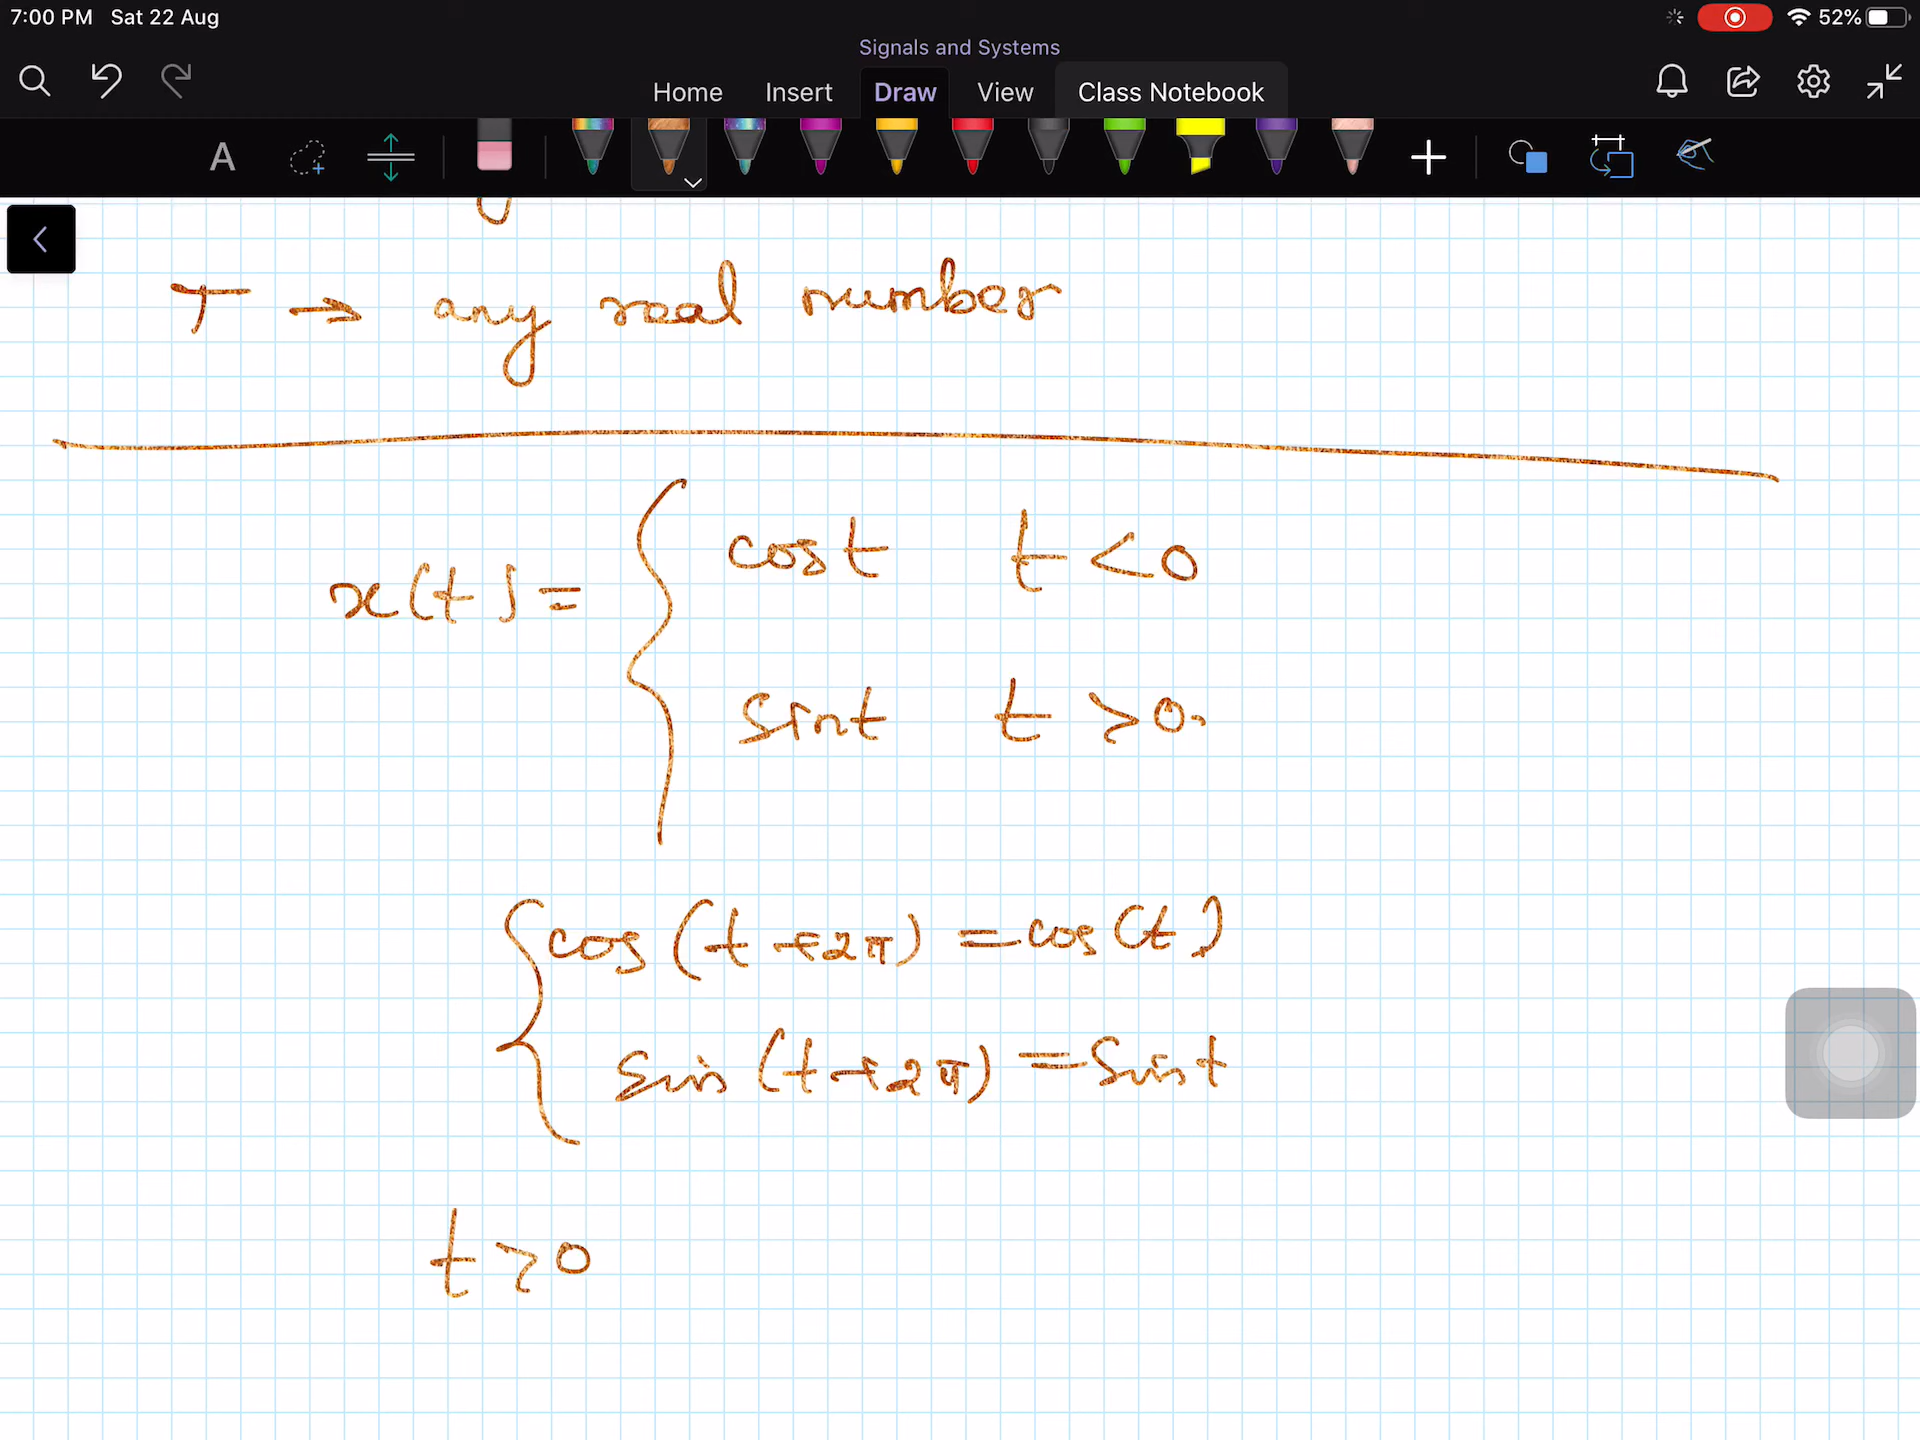 7:00 PM Sat 22 Aug
52%
Signals and Systems
Home Insert Draw View Class Notebook
A
T → any real number
x(t) = { cos t t < 0
sin t t > 0.
{ cos (t + 2π) = cos (t)
sin (t + 2π) = sin t
t > 0